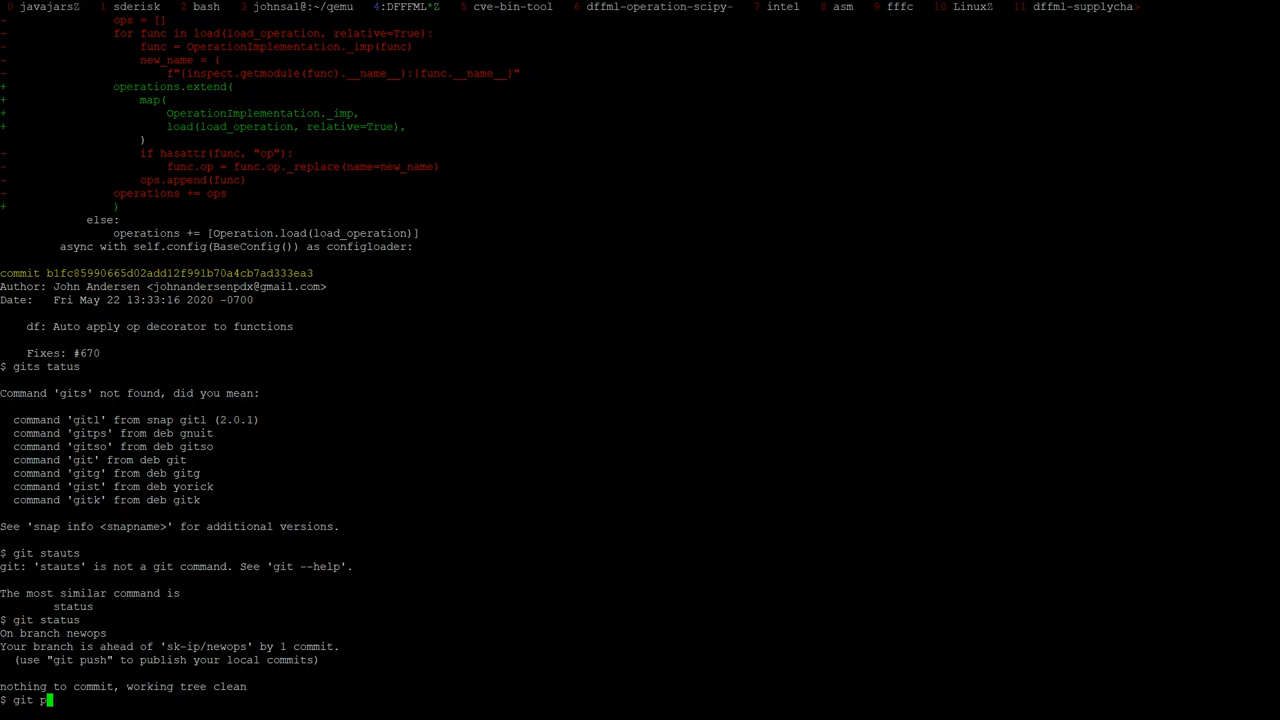 0 javajarsZ 1 sderisk 2 bash 3 johnsal@:~/qemu 4:DFFFML*Z 5 cve-bin-tool 6 dffml-operation-scipy- 7 intel 8 asm 9 fffc 10 LinuxZ 11 dffml-supplycha>
- ops = []
- for func in load(load_operation, relative=True):
- func = OperationImplementation._imp(func)
- new_name = (
- f"{inspect.getmodule(func).__name__}:{func.__name__}"
+ operations.extend(
+ map(
+ OperationImplementation._imp,
+ load(load_operation, relative=True),
)
- if hasattr(func, "op"):
- func.op = func.op._replace(name=new_name)
- ops.append(func)
- operations += ops
+ )
else:
operations += [Operation.load(load_operation)]
async with self.config(BaseConfig()) as configloader:
commit b1fc85990665d02add12f991b70a4cb7ad333ea3
Author: John Andersen <johnandersenpdx@gmail.com>
Date: Fri May 22 13:33:16 2020 -0700
df: Auto apply op decorator to functions
Fixes: #670
$ gits tatus
Command 'gits' not found, did you mean:
command 'gitl' from snap gitl (2.0.1)
command 'gitps' from deb gnuit
command 'gitso' from deb gitso
command 'git' from deb git
command 'gitg' from deb gitg
command 'gist' from deb yorick
command 'gitk' from deb gitk
See 'snap info <snapname>' for additional versions.
$ git stauts
git: 'stauts' is not a git command. See 'git --help'.
The most similar command is
status
$ git status
On branch newops
Your branch is ahead of 'sk-ip/newops' by 1 commit.
(use "git push" to publish your local commits)
nothing to commit, working tree clean
$ git p